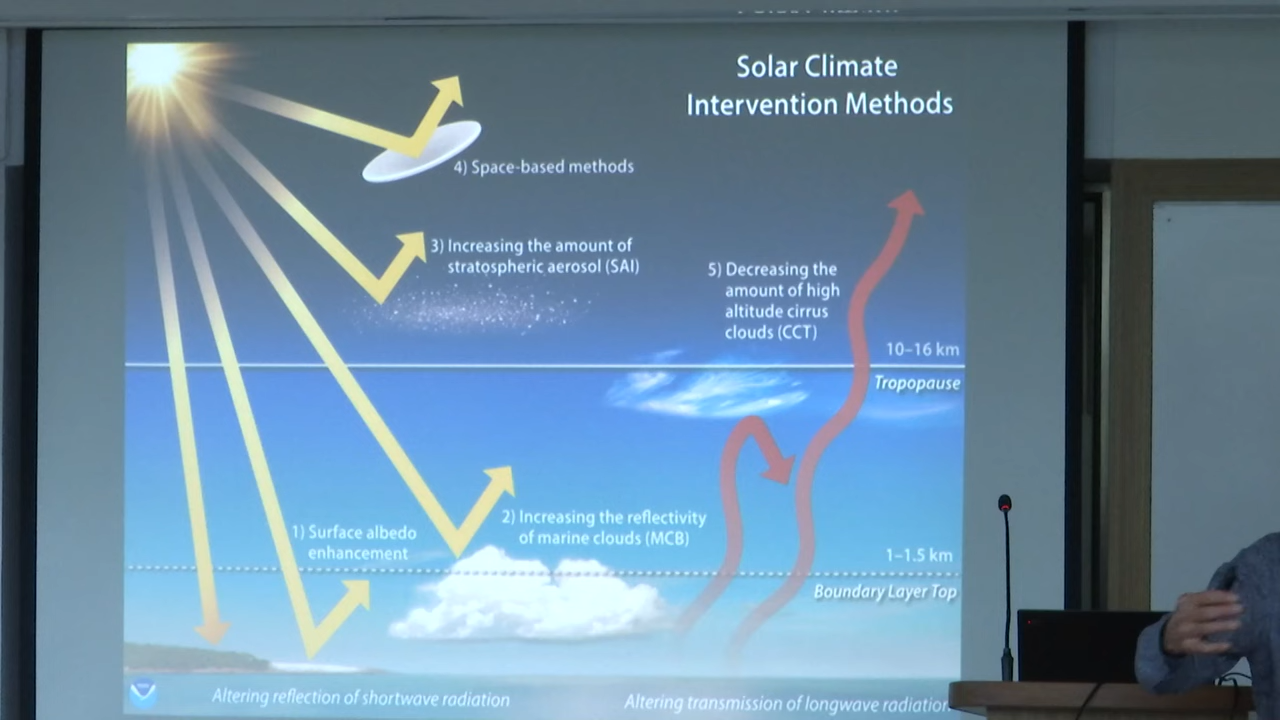 Solar Climate
Intervention Methods
4) Space-based methods
3) Increasing the amount of
stratospheric aerosol (SAI)
5) Decreasing the
amount of high
altitude cirrus
clouds (CCT)
10–16 km
Tropopause
2) Increasing the reflectivity
of marine clouds (MCB)
1) Surface albedo
enhancement
1–1.5 km
Boundary Layer Top
Altering reflection of shortwave radiation
Altering transmission of longwave radiation